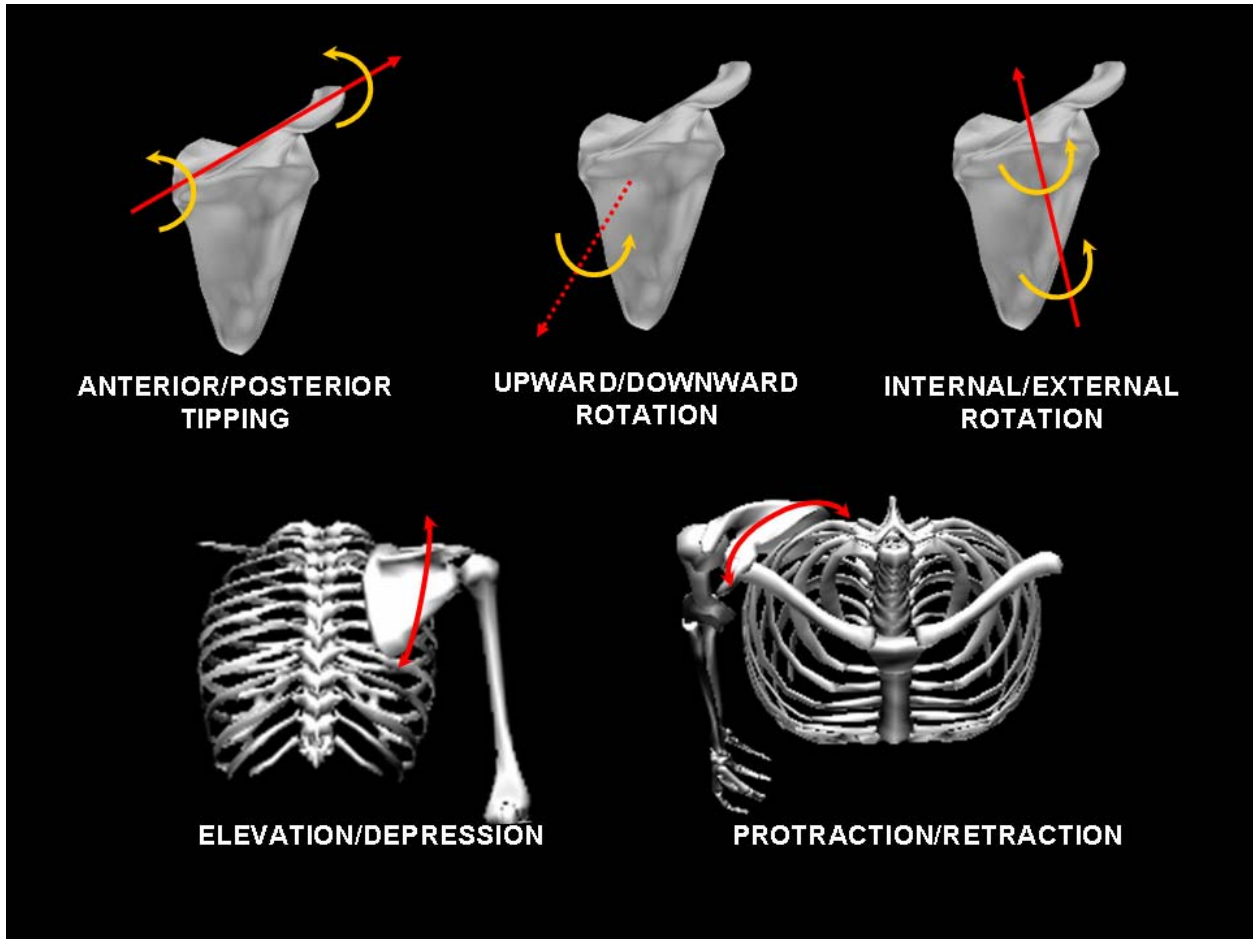 ANTERIOR/POSTERIOR
TIPPING
UPWARD/DOWNWARD
ROTATION
INTERNAL/EXTERNAL
ROTATION
ELEVATION/DEPRESSION
PROTRACTION/RETRACTION